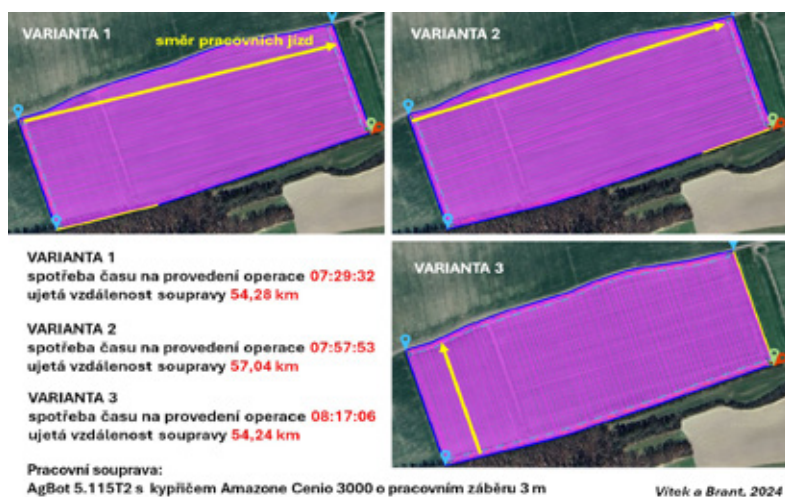 VARIANTA 1
směr pracovních jízd
VARIANTA 2
VARIANTA 1
spotřeba času na provedení operace 07:29:32
ujetá vzdálenost soupravy 54,28 km
VARIANTA 2
spotřeba času na provedení operace 07:57:53
ujetá vzdálenost soupravy 57,04 km
VARIANTA 3
spotřeba času na provedení operace 08:17:06
ujetá vzdálenost soupravy 54,24 km
VARIANTA 3
Pracovní souprava:
AgBot 5.115T2 s kypřičem Amazone Cenio 3000 o pracovním záběru 3 m
Vítek a Brant, 2024